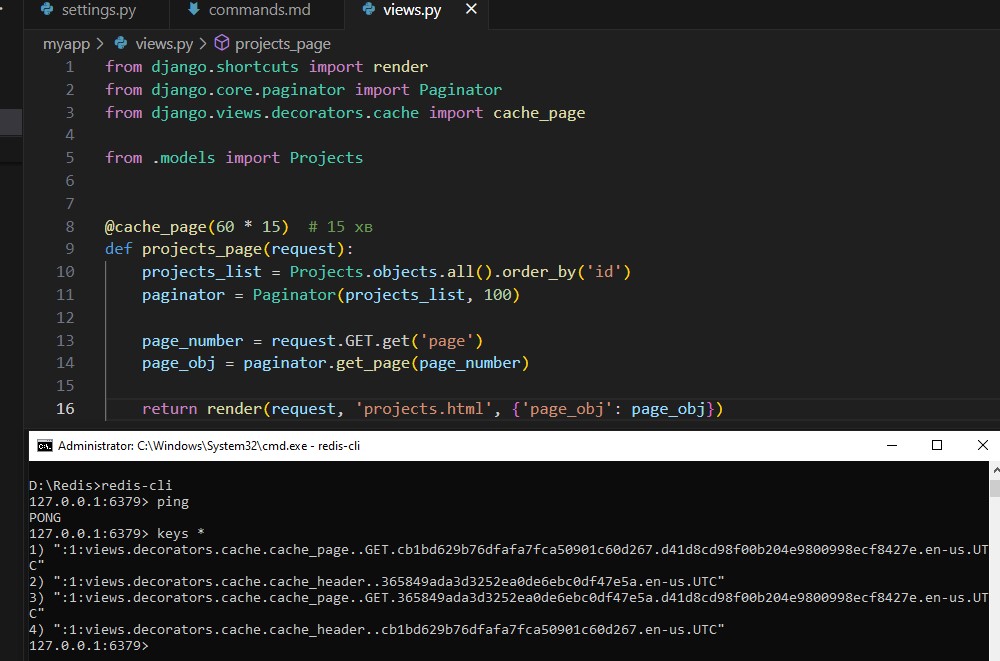 settings.py commands.md views.py
myapp > views.py > projects_page
1 from django.shortcuts import render
2 from django.core.paginator import Paginator
3 from django.views.decorators.cache import cache_page
4
5 from .models import Projects
6
7
8 @cache_page(60 * 15)  # 15 хв
9 def projects_page(request):
10     projects_list = Projects.objects.all().order_by('id')
11     paginator = Paginator(projects_list, 100)
12
13     page_number = request.GET.get('page')
14     page_obj = paginator.get_page(page_number)
15
16     return render(request, 'projects.html', {'page_obj': page_obj})
Administrator: C:\Windows\System32\cmd.exe - redis-cli
D:\Redis>redis-cli
127.0.0.1:6379> ping
PONG
127.0.0.1:6379> keys *
1) ":1:views.decorators.cache.cache_page..GET.cb1bd629b76dfafa7fca50901c60d267.d41d8cd98f00b204e9800998ecf8427e.en-us.UT
C"
2) ":1:views.decorators.cache.cache_header..365849ada3d3252ea0de6ebc0df47e5a.en-us.UTC"
3) ":1:views.decorators.cache.cache_page..GET.365849ada3d3252ea0de6ebc0df47e5a.d41d8cd98f00b204e9800998ecf8427e.en-us.UT
C"
4) ":1:views.decorators.cache.cache_header..cb1bd629b76dfafa7fca50901c60d267.en-us.UTC"
127.0.0.1:6379>